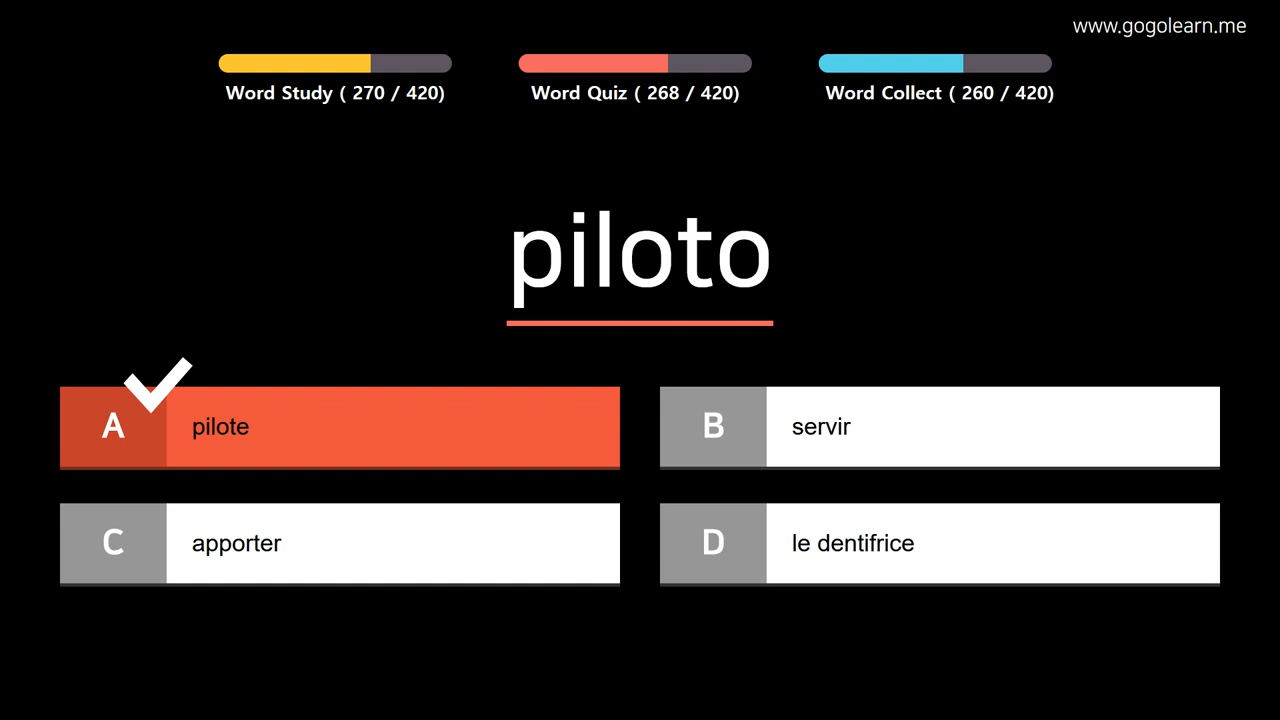 www.gogolearn.me
Word Study ( 270 / 420)
Word Quiz ( 268 / 420)
Word Collect ( 260 / 420)
piloto
A pilote
B servir
C apporter
D le dentifrice